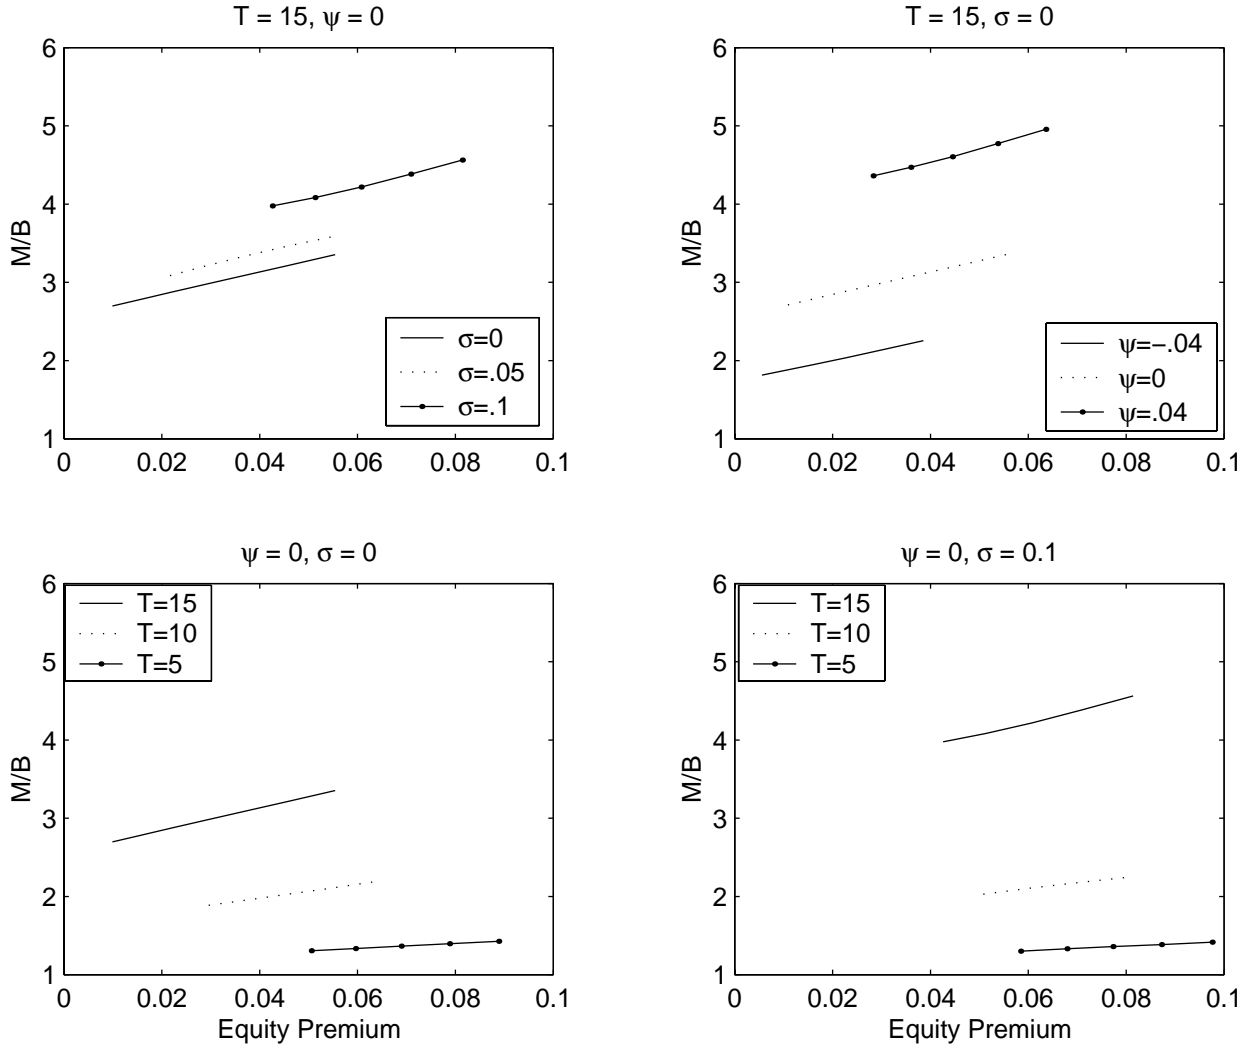 T = 15, ψ = 0
6
5
4
3
2
1
M/B
0 0.02 0.04 0.06 0.08 0.1
σ=0
σ=.05
σ=.1
T = 15, σ = 0
6
5
4
3
2
1
M/B
0 0.02 0.04 0.06 0.08 0.1
ψ=−.04
ψ=0
ψ=.04
ψ = 0, σ = 0
6
5
4
3
2
1
M/B
T=15
T=10
T=5
0 0.02 0.04 0.06 0.08 0.1
Equity Premium
ψ = 0, σ = 0.1
6
5
4
3
2
1
M/B
T=15
T=10
T=5
0 0.02 0.04 0.06 0.08 0.1
Equity Premium